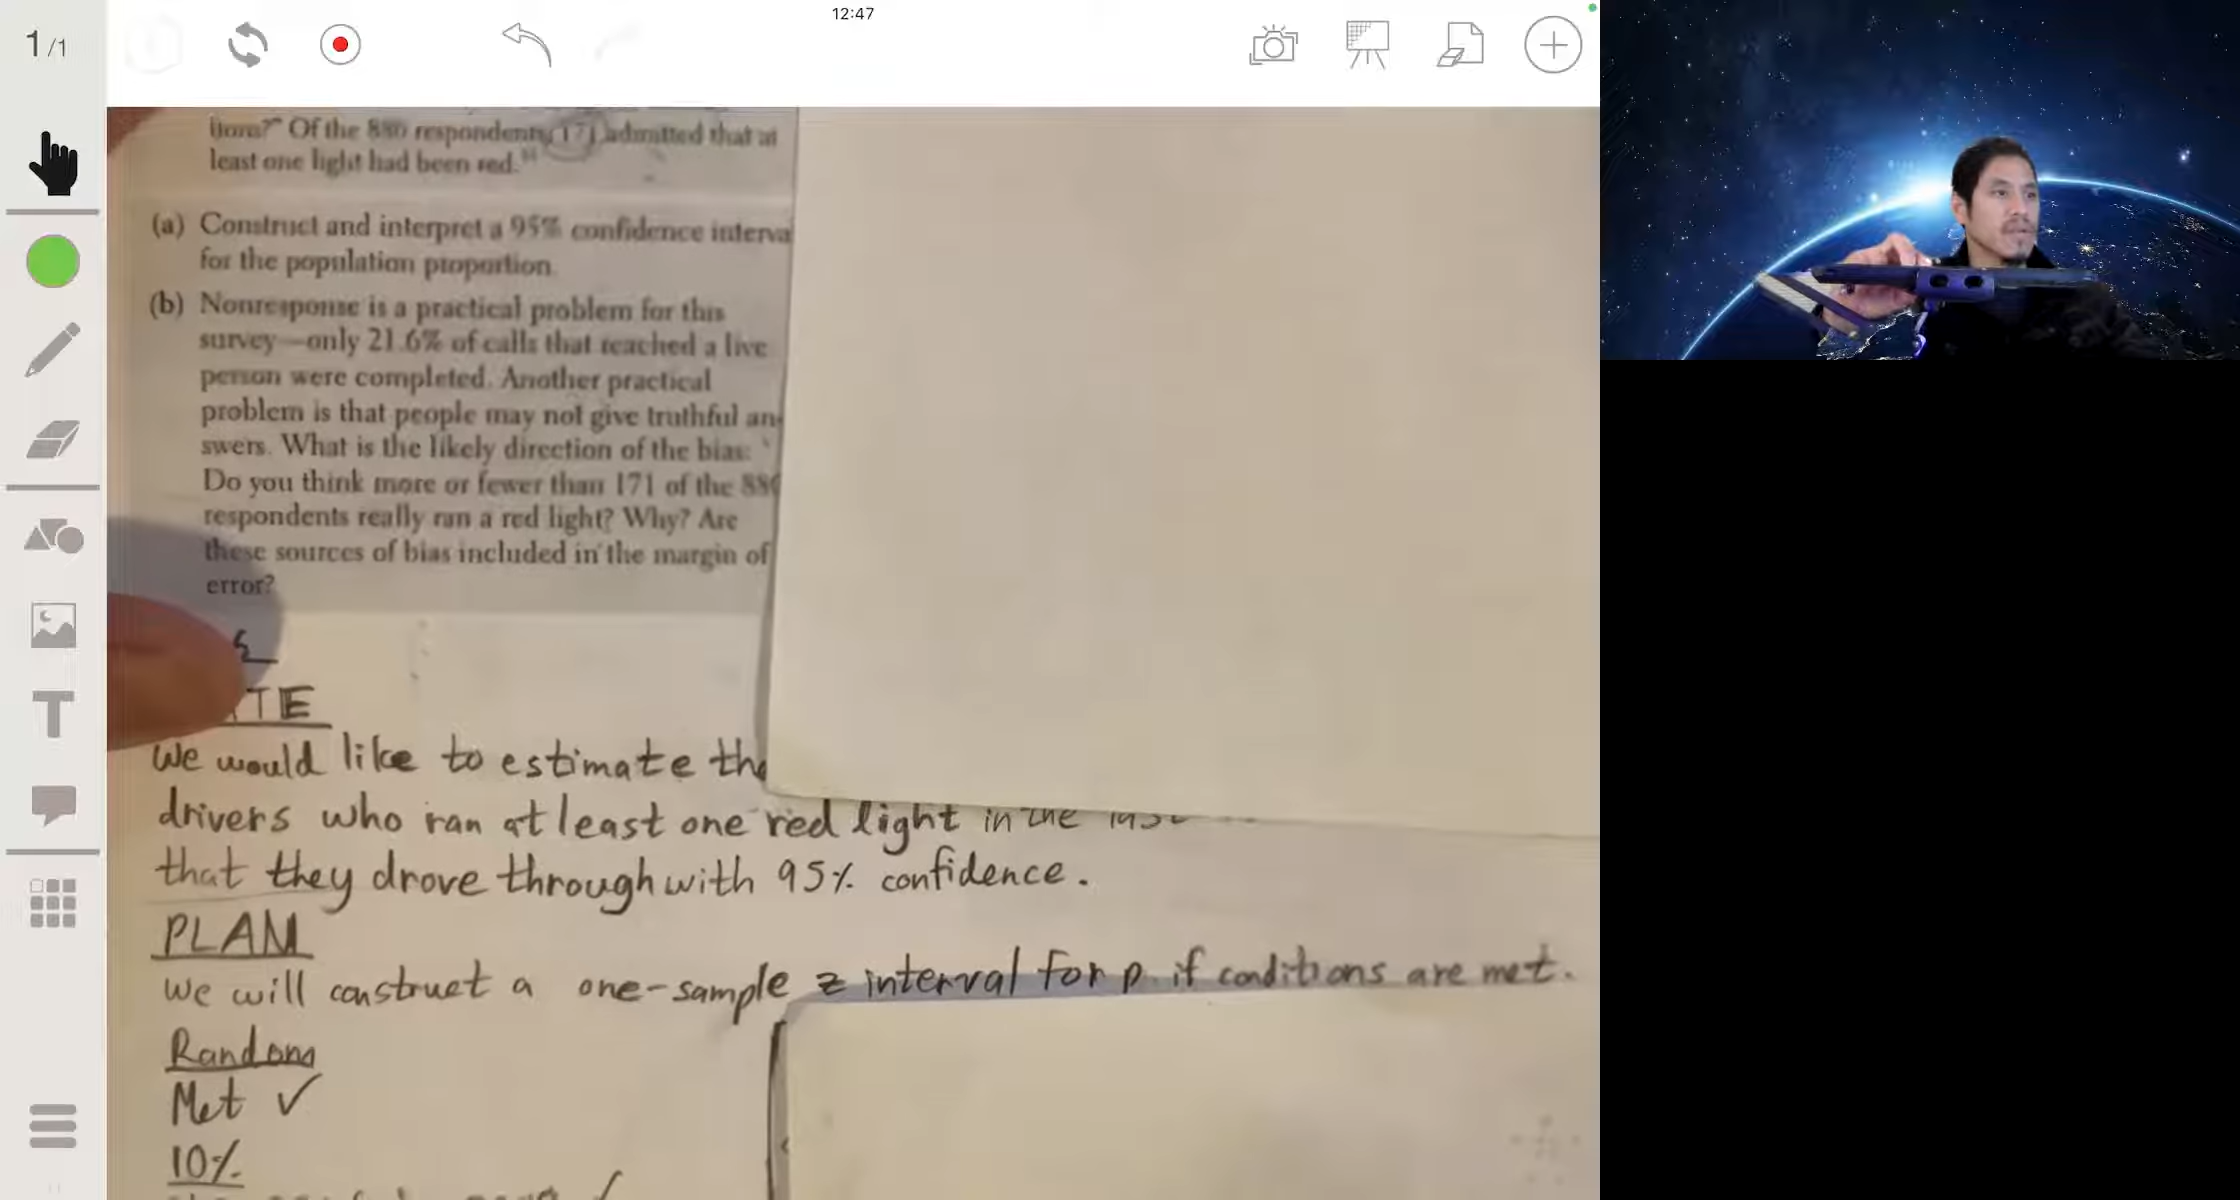 12:47
1/1
tions?" Of the 880 respondents, 171 admitted that at
least one light had been red.
(a) Construct and interpret a 95% confidence interva
for the population proportion.
(b) Nonresponse is a practical problem for this
survey—only 21.6% of calls that reached a live
person were completed. Another practical
problem is that people may not give truthful an-
swers. What is the likely direction of the bias:
Do you think more or fewer than 171 of the 880
respondents really ran a red light? Why? Are
these sources of bias included in the margin of
error?
TE
We would like to estimate the
drivers who ran at least one red light in the
that they drove through with 95% confidence.
PLAN
We will construct a one-sample z interval for p if conditions are met.
Random
Met ✓
10%
T